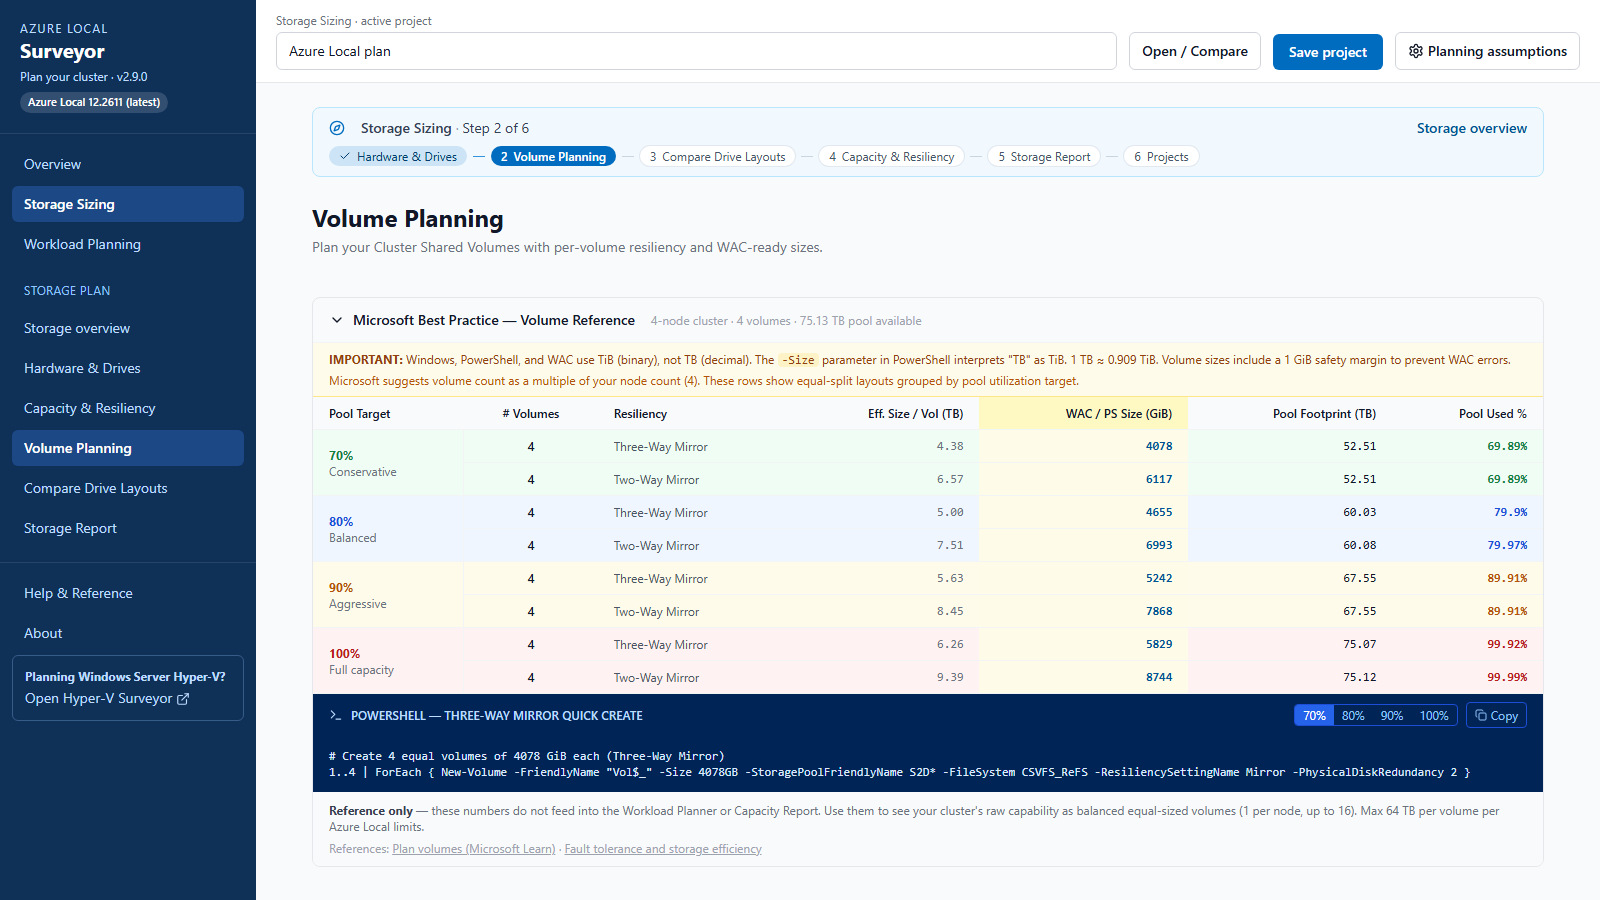 AZURE LOCAL
Surveyor
Plan your cluster · v2.9.0
Azure Local 12.2611 (latest)
Overview
Storage Sizing
Workload Planning
STORAGE PLAN
Storage overview
Hardware & Drives
Capacity & Resiliency
Volume Planning
Compare Drive Layouts
Storage Report
Help & Reference
About
Planning Windows Server Hyper-V?
Open Hyper-V Surveyor
Storage Sizing · active project
Azure Local plan
Open / Compare
Save project
Planning assumptions
Storage Sizing · Step 2 of 6
Storage overview
Hardware & Drives
2 Volume Planning
3 Compare Drive Layouts
4 Capacity & Resiliency
5 Storage Report
6 Projects
Volume Planning
Plan your Cluster Shared Volumes with per-volume resiliency and WAC-ready sizes.
Microsoft Best Practice — Volume Reference 4-node cluster · 4 volumes · 75.13 TB pool available
IMPORTANT: Windows, PowerShell, and WAC use TiB (binary), not TB (decimal). The -Size parameter in PowerShell interprets "TB" as TiB. 1 TB ≈ 0.909 TiB. Volume sizes include a 1 GiB safety margin to prevent WAC errors.
Microsoft suggests volume count as a multiple of your node count (4). These rows show equal-split layouts grouped by pool utilization target.
Pool Target # Volumes Resiliency Eff. Size / Vol (TB) WAC / PS Size (GiB) Pool Footprint (TB) Pool Used %
70% Conservative
4 Three-Way Mirror 4.38 4078 52.51 69.89%
4 Two-Way Mirror 6.57 6117 52.51 69.89%
80% Balanced
4 Three-Way Mirror 5.00 4655 60.03 79.9%
4 Two-Way Mirror 7.51 6993 60.08 79.97%
90% Aggressive
4 Three-Way Mirror 5.63 5242 67.55 89.91%
4 Two-Way Mirror 8.45 7868 67.55 89.91%
100% Full capacity
4 Three-Way Mirror 6.26 5829 75.07 99.92%
4 Two-Way Mirror 9.39 8744 75.12 99.99%
POWERSHELL — THREE-WAY MIRROR QUICK CREATE
70% 80% 90% 100% Copy
# Create 4 equal volumes of 4078 GiB each (Three-Way Mirror)
1..4 | ForEach { New-Volume -FriendlyName "Vol$_" -Size 4078GB -StoragePoolFriendlyName S2D* -FileSystem CSVFS_ReFS -ResiliencySettingName Mirror -PhysicalDiskRedundancy 2 }
Reference only — these numbers do not feed into the Workload Planner or Capacity Report. Use them to see your cluster's raw capability as balanced equal-sized volumes (1 per node, up to 16). Max 64 TB per volume per
Azure Local limits.
References: Plan volumes (Microsoft Learn) · Fault tolerance and storage efficiency